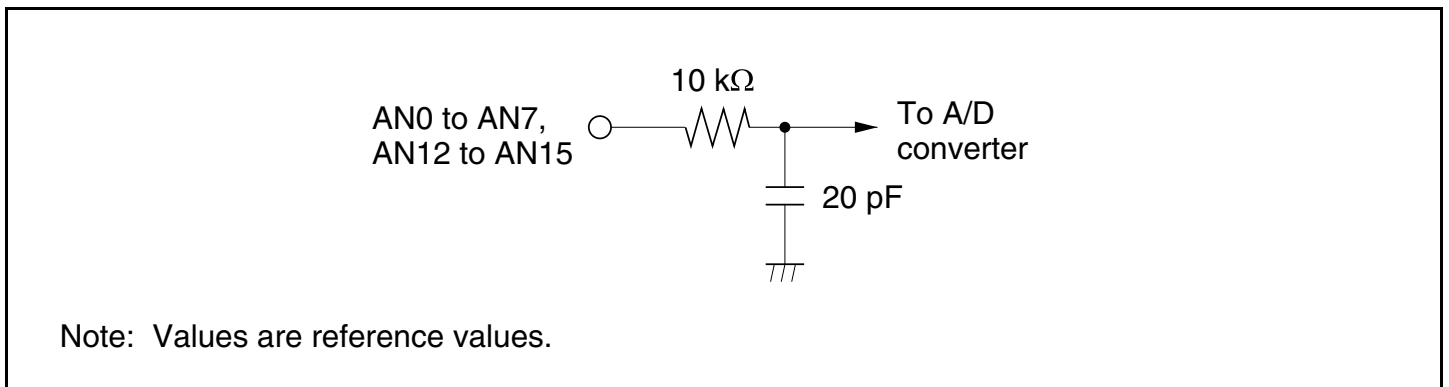 10 kΩ
AN0 to AN7,
AN12 to AN15
To A/D
converter
20 pF
Note: Values are reference values.